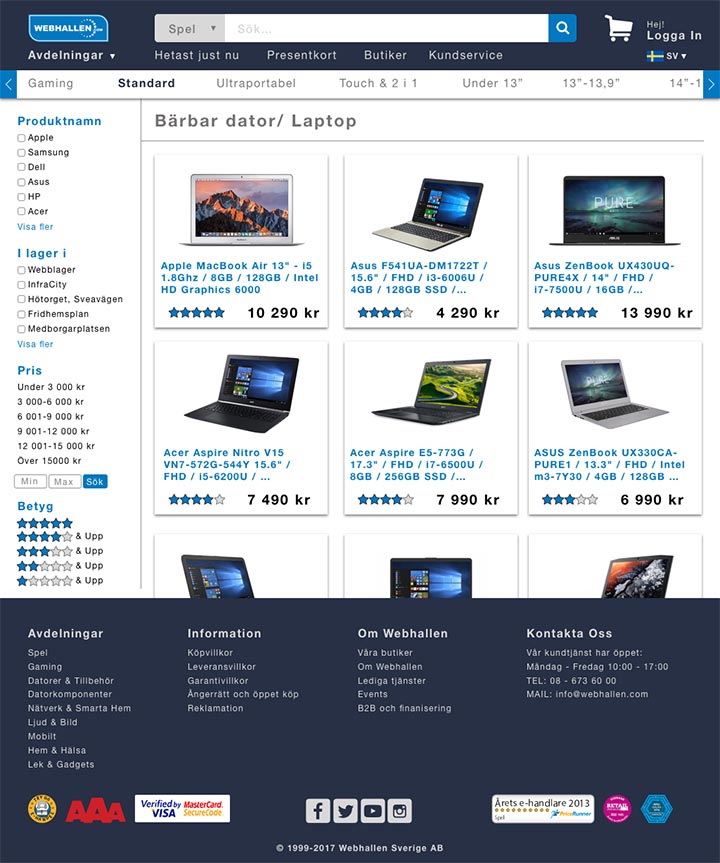 WEBHALLEN.COM
Spel ▼ Sök...
Hej!
Logga In
Avdelningar ▼ Hetast just nu Presentkort Butiker Kundservice SV ▼
Gaming Standard Ultraportabel Touch & 2 i 1 Under 13” 13”-13,9” 14”-1
Produktnamn
Apple
Samsung
Dell
Asus
HP
Acer
Visa fler
I lager i
Webblager
InfraCity
Hötorget, Sveavägen
Fridhemsplan
Medborgarplatsen
Visa fler
Pris
Under 3 000 kr
3 000-6 000 kr
6 001-9 000 kr
9 001-12 000 kr
12 001-15 000 kr
Över 15000 kr
Min Max Sök
Betyg
& Upp
& Upp
& Upp
& Upp
Bärbar dator/ Laptop
Apple MacBook Air 13" - i5
1.8Ghz / 8GB / 128GB / Intel
HD Graphics 6000
10 290 kr
Asus F541UA-DM1722T /
15.6" / FHD / i3-6006U /
4GB / 128GB SSD /...
4 290 kr
PURE
Asus ZenBook UX430UQ-
PURE4X / 14" / FHD /
i7-7500U / 16GB /...
13 990 kr
Acer Aspire Nitro V15
VN7-572G-544Y 15.6" /
FHD / i5-6200U / ...
7 490 kr
Acer Aspire E5-773G /
17.3" / FHD / i7-6500U /
8GB / 256GB SSD /...
7 990 kr
PURE
ASUS ZenBook UX330CA-
PURE1 / 13.3" / FHD / Intel
m3-7Y30 / 4GB / 128GB ...
6 990 kr
Avdelningar
Spel
Gaming
Datorer & Tillbehör
Datorkomponenter
Nätverk & Smarta Hem
Ljud & Bild
Mobilt
Hem & Hälsa
Lek & Gadgets
Information
Köpvillkor
Leveransvillkor
Garantivillkor
Ångerrätt och öppet köp
Reklamation
Om Webhallen
Våra butiker
Om Webhallen
Lediga tjänster
Events
B2B och finanisering
Kontakta Oss
Vår kundtjänst har öppet:
Måndag - Fredag 10:00 - 17:00
TEL: 08 - 673 60 00
MAIL: info@webhallen.com
AAA
Verified by VISA
MasterCard. SecureCode.
Årets e-handlare 2013
Spel PriceRunner
RETAIL
© 1999-2017 Webhallen Sverige AB